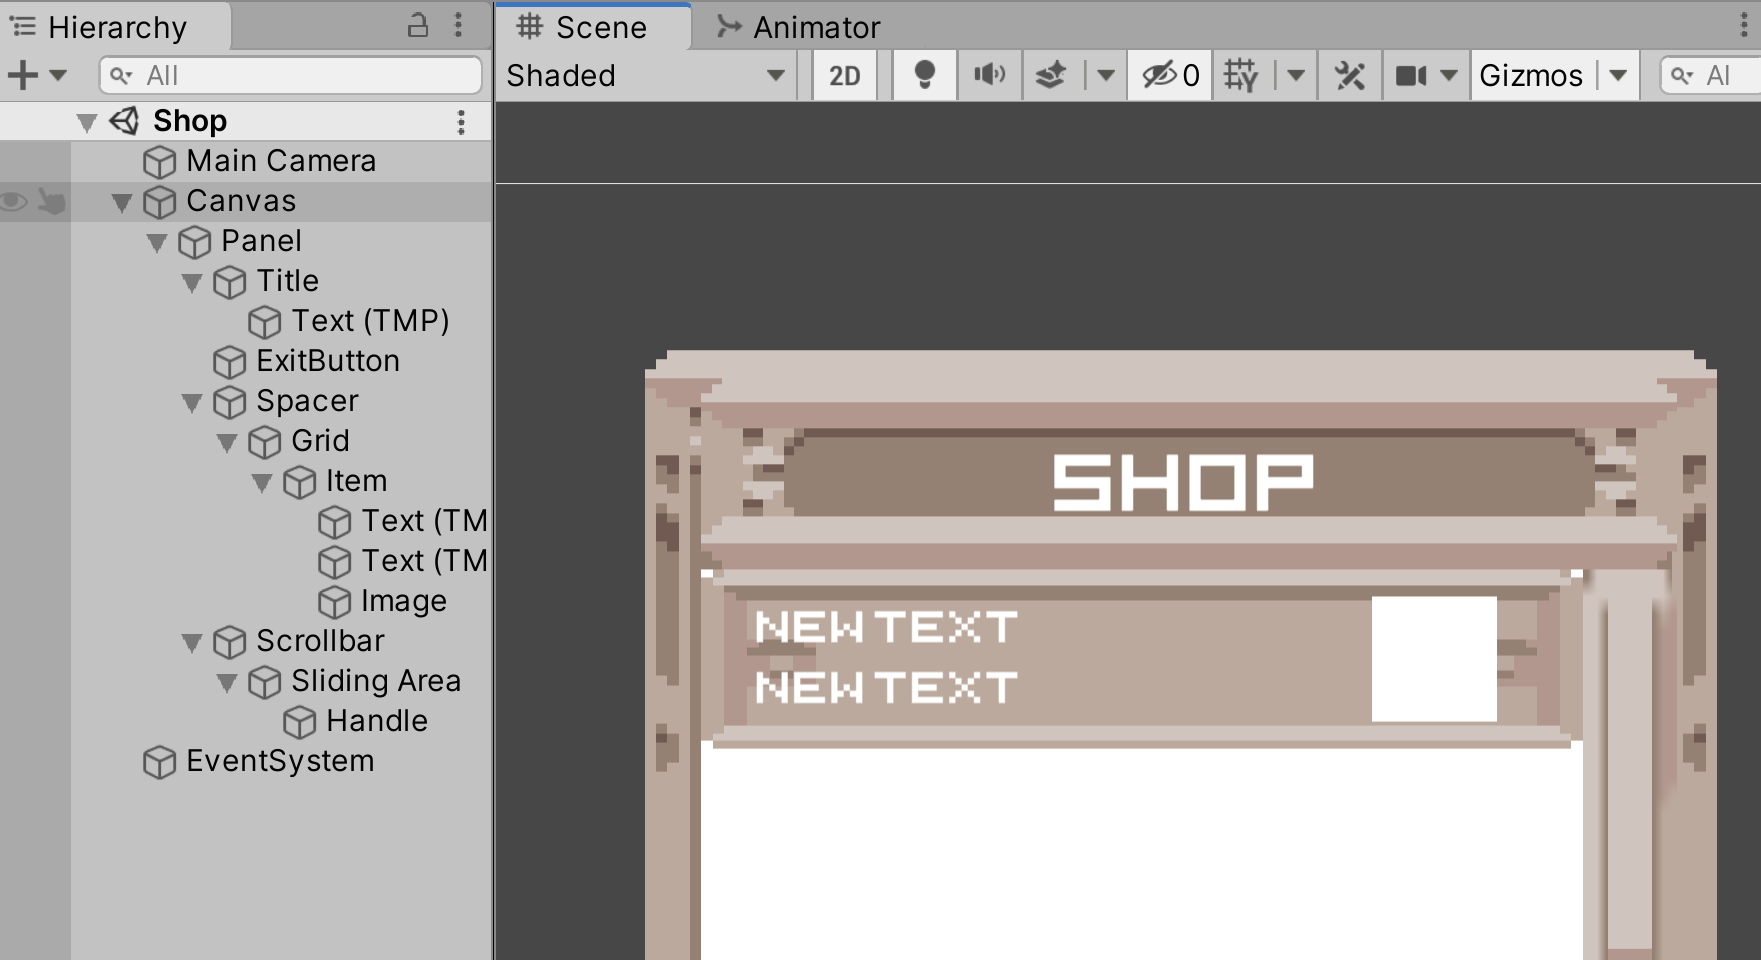 Hierarchy
All
Shop
Main Camera
Canvas
Panel
Title
Text (TMP)
ExitButton
Spacer
Grid
Item
Text (TM
Text (TM
Image
Scrollbar
Sliding Area
Handle
EventSystem
Scene Animator
Shaded 2D 0 Gizmos Al
SHOP
NEW TEXT
NEW TEXT